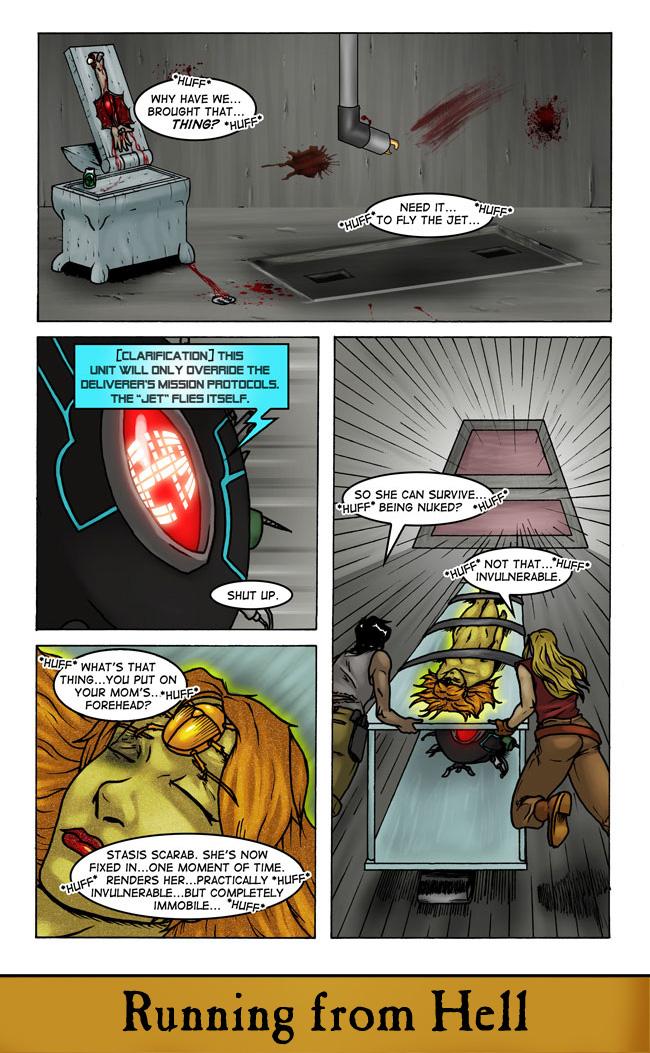 *HUFF*
WHY HAVE WE...
BROUGHT THAT...
THING? *HUFF*
NEED IT... *HUFF*
*HUFF* TO FLY THE JET...
[CLARIFICATION] THIS
UNIT WILL ONLY OVERRIDE THE
DELIVERER'S MISSION PROTOCOLS.
THE "JET" FLIES ITSELF.
SHUT UP.
*HUFF* WHAT'S THAT
THING...YOU PUT ON
YOUR MOM'S...*HUFF*
FOREHEAD?
STASIS SCARAB. SHE'S NOW
FIXED IN...ONE MOMENT OF TIME.
*HUFF* RENDERS HER...PRACTICALLY *HUFF*
INVULNERABLE...BUT COMPLETELY
IMMOBILE... *HUFF*
SO SHE CAN SURVIVE...
*HUFF* BEING NUKED? *HUFF*
*HUFF* NOT THAT...*HUFF*
INVULNERABLE.
Running from Hell